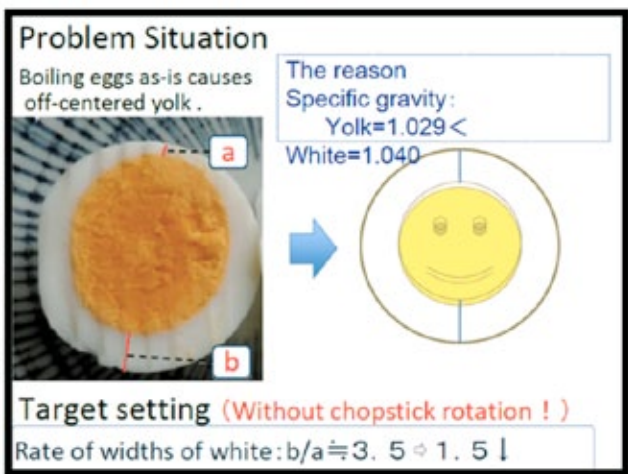 Problem Situation
Boiling eggs as-is causes
off-centered yolk .
The reason
Specific gravity:
Yolk=1.029<
White=1.040
a
b
Target setting (Without chopstick rotation！)
Rate of widths of white:b/a≒3. 5⇨1. 5↓